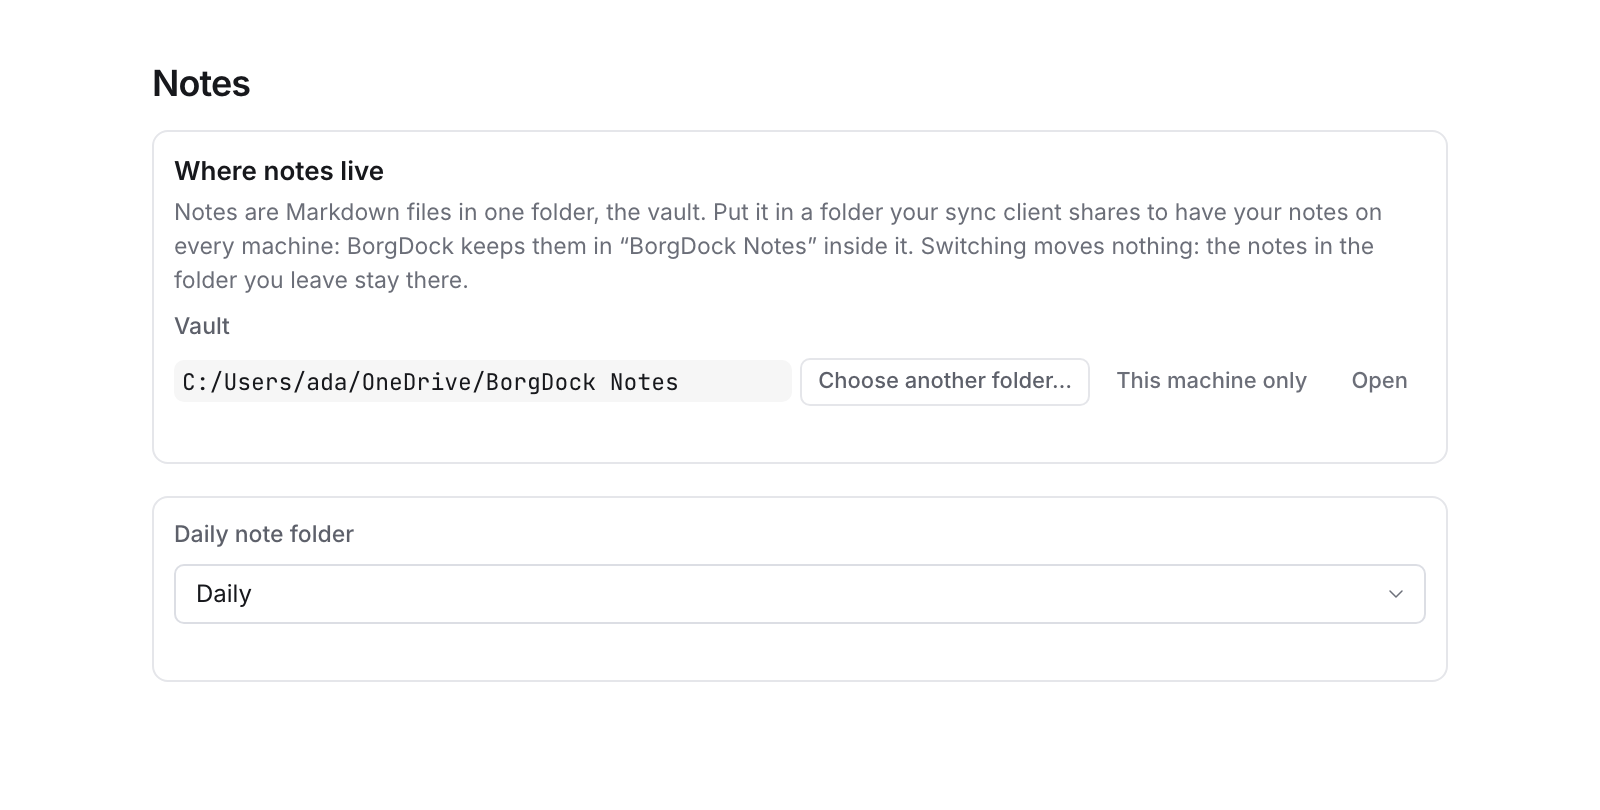 Notes
Where notes live
Notes are Markdown files in one folder, the vault. Put it in a folder your sync client shares to have your notes on
every machine: BorgDock keeps them in “BorgDock Notes” inside it. Switching moves nothing: the notes in the
folder you leave stay there.
Vault
C:/Users/ada/OneDrive/BorgDock Notes Choose another folder... This machine only Open
Daily note folder
Daily